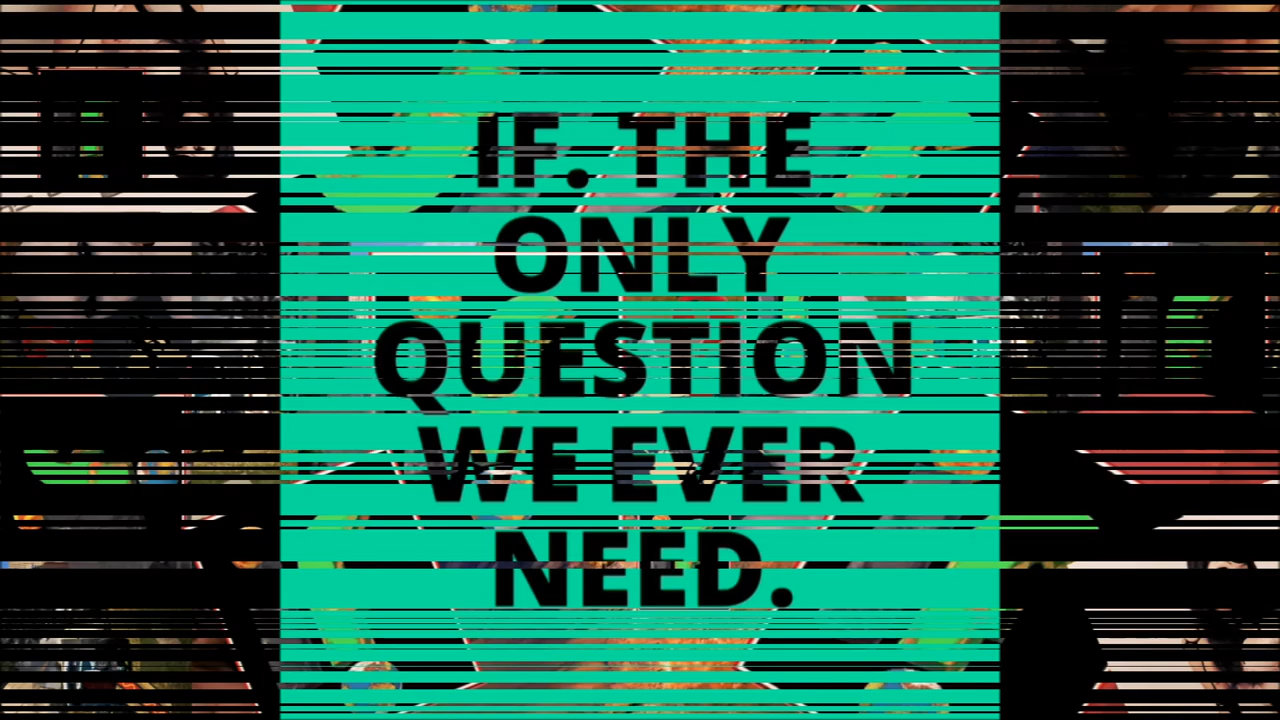 IF. THE
ONLY
QUESTION
WE EVER
NEED.